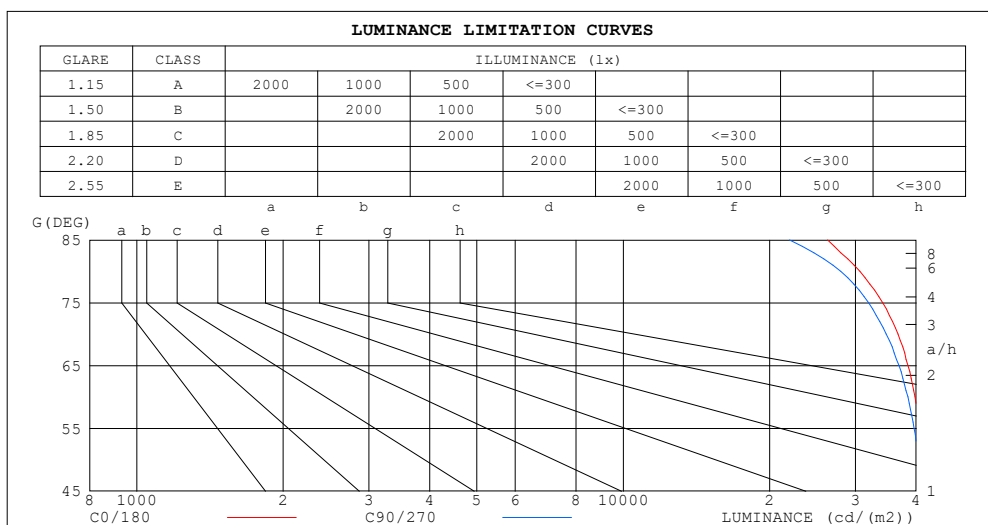 LUMINANCE LIMITATION CURVES
GLARE CLASS ILLUMINANCE (lx)
1.15 A 2000 1000 500 <=300
1.50 B 2000 1000 500 <=300
1.85 C 2000 1000 500 <=300
2.20 D 2000 1000 500 <=300
2.55 E 2000 1000 500 <=300
a b c d e f g h
G(DEG)
85 a b c d e f g h
8
6
75 4
3
a/h
65 2
55
45 1
8 1000 2 3 4 5 6 8 10000 2 3 4
C0/180 C90/270 LUMINANCE (cd/(m2))